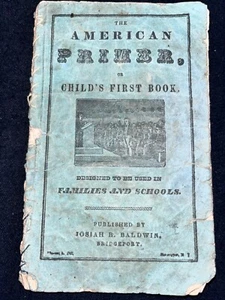 THE
AMERICAN
PRIMER,
OR
CHILD'S FIRST BOOK.
DESIGNED TO BE USED IN
FAMILIES AND SCHOOLS.
PUBLISHED BY
JOSIAH B. BALDWIN,
BRIDGEPORT.